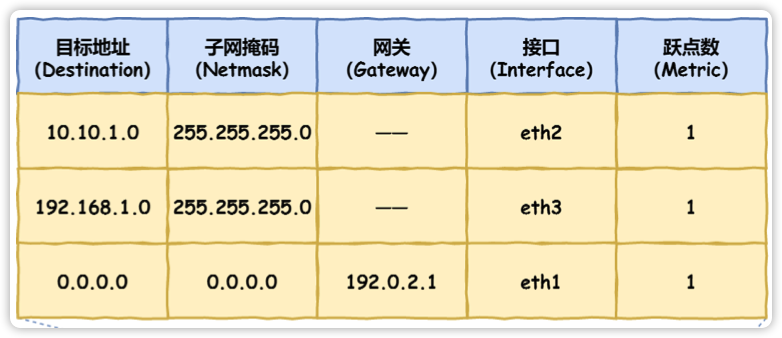 目标地址 子网掩码 网关 接口 跃点数
(Destination) (Netmask) (Gateway) (Interface) (Metric)
10.10.1.0 255.255.255.0 —— eth2 1
192.168.1.0 255.255.255.0 —— eth3 1
0.0.0.0 0.0.0.0 192.0.2.1 eth1 1